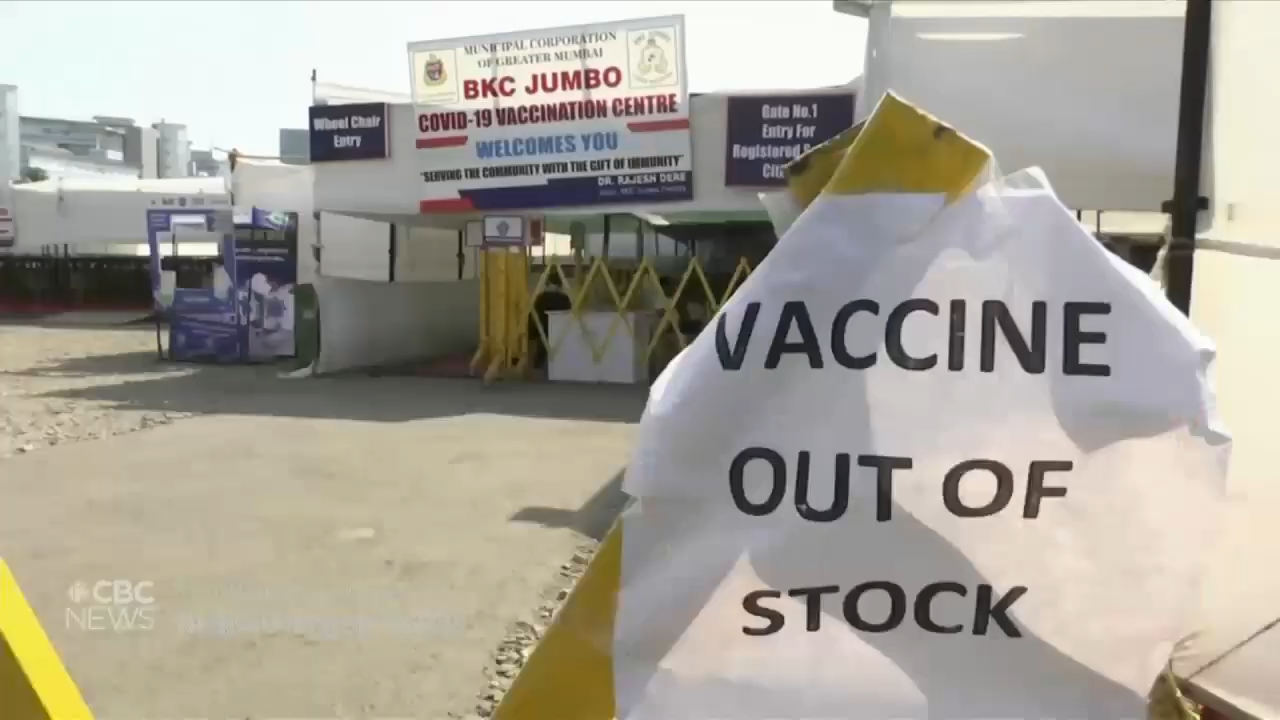 MUNICIPAL CORPORATION
OF GREATER MUMBAI
BKC JUMBO
COVID-19 VACCINATION CENTRE
WELCOMES YOU
"SERVING THE COMMUNITY WITH THE GIFT OF IMMUNITY"
DR. RAJESH DERE
Wheel Chair
Entry
Gate No.1
Entry For
Registered
VACCINE
OUT OF
STOCK
CBC
NEWS